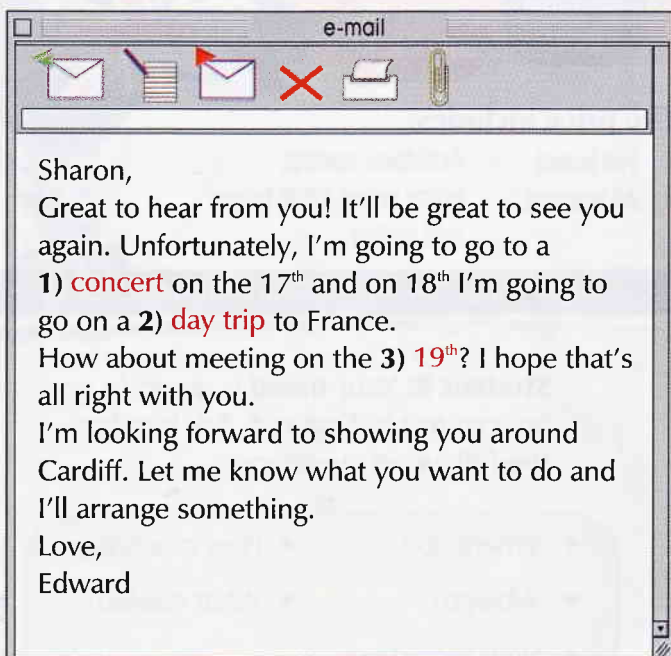 e-mail
Sharon,
Great to hear from you! It'll be great to see you
again. Unfortunately, I'm going to go to a
1) concert on the 17th and on 18th I'm going to
go on a 2) day trip to France.
How about meeting on the 3) 19th? I hope that's
all right with you.
I'm looking forward to showing you around
Cardiff. Let me know what you want to do and
I'll arrange something.
Love,
Edward